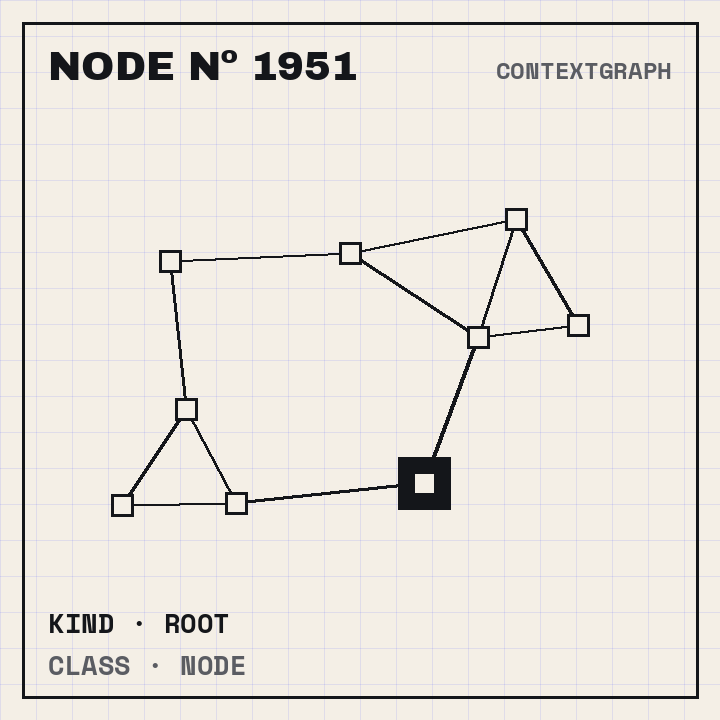 NODE Nº 1951
CONTEXTGRAPH
KIND · ROOT
CLASS · NODE